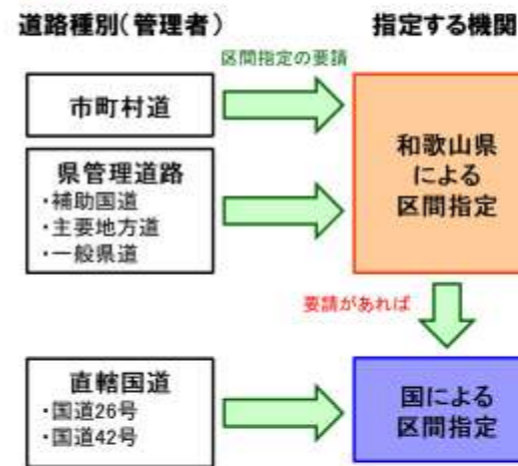 道路種別(管理者)
指定する機関
区間指定の要請
市町村道
県管理道路
・補助国道
・主要地方道
・一般県道
和歌山県
による
区間指定
要請があれば
直轄国道
・国道26号
・国道42号
国による
区間指定